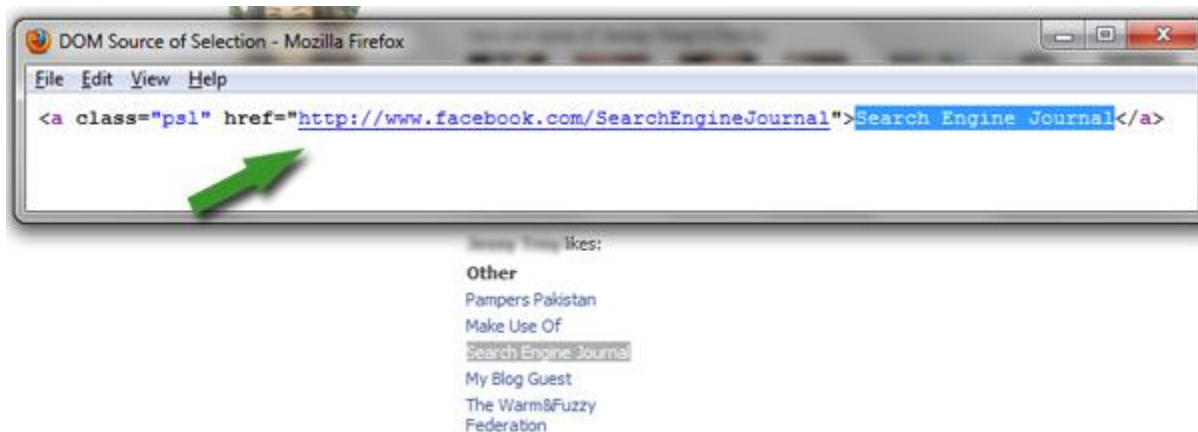 DOM Source of Selection - Mozilla Firefox
File Edit View Help
<a class="psl" href="http://www.facebook.com/SearchEngineJournal">Search Engine Journal</a>
likes:
Other
Pampers Pakistan
Make Use Of
Search Engine Journal
My Blog Guest
The Warm&Fuzzy
Federation